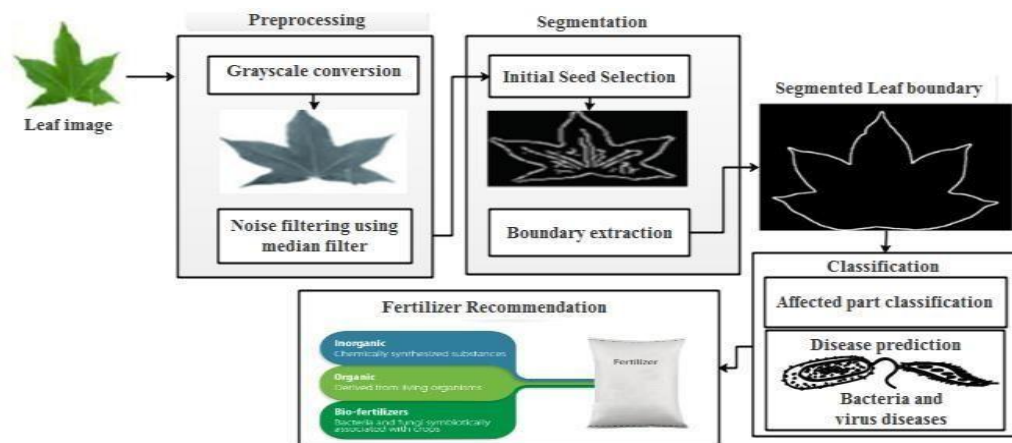 Preprocessing
Segmentation
Leaf image
Grayscale conversion
Noise filtering using
median filter
Initial Seed Selection
Boundary extraction
Segmented Leaf boundary
Classification
Affected part classification
Disease prediction
Bacteria and
virus diseases
Fertilizer Recommendation
Inorganic
Chemically synthesized substances
Organic
Derived from living organisms
Bio-fertilizers
Bacteria and fungi symbiotically
associated with crops
Fertilizer